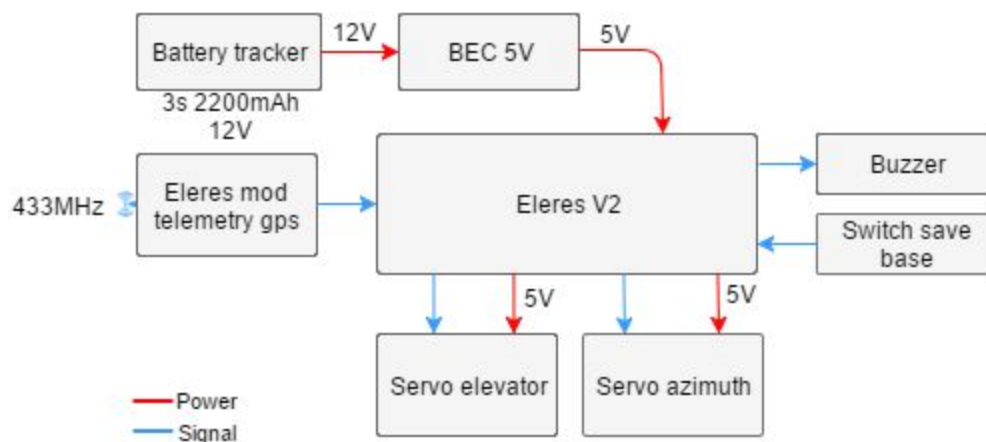 12V
5V
Battery tracker
BEC 5V
3s 2200mAh
12V
Eleres mod
telemetry gps
433MHz
Eleres V2
Buzzer
Switch save
base
5V
5V
Servo elevator
Servo azimuth
Power
Signal